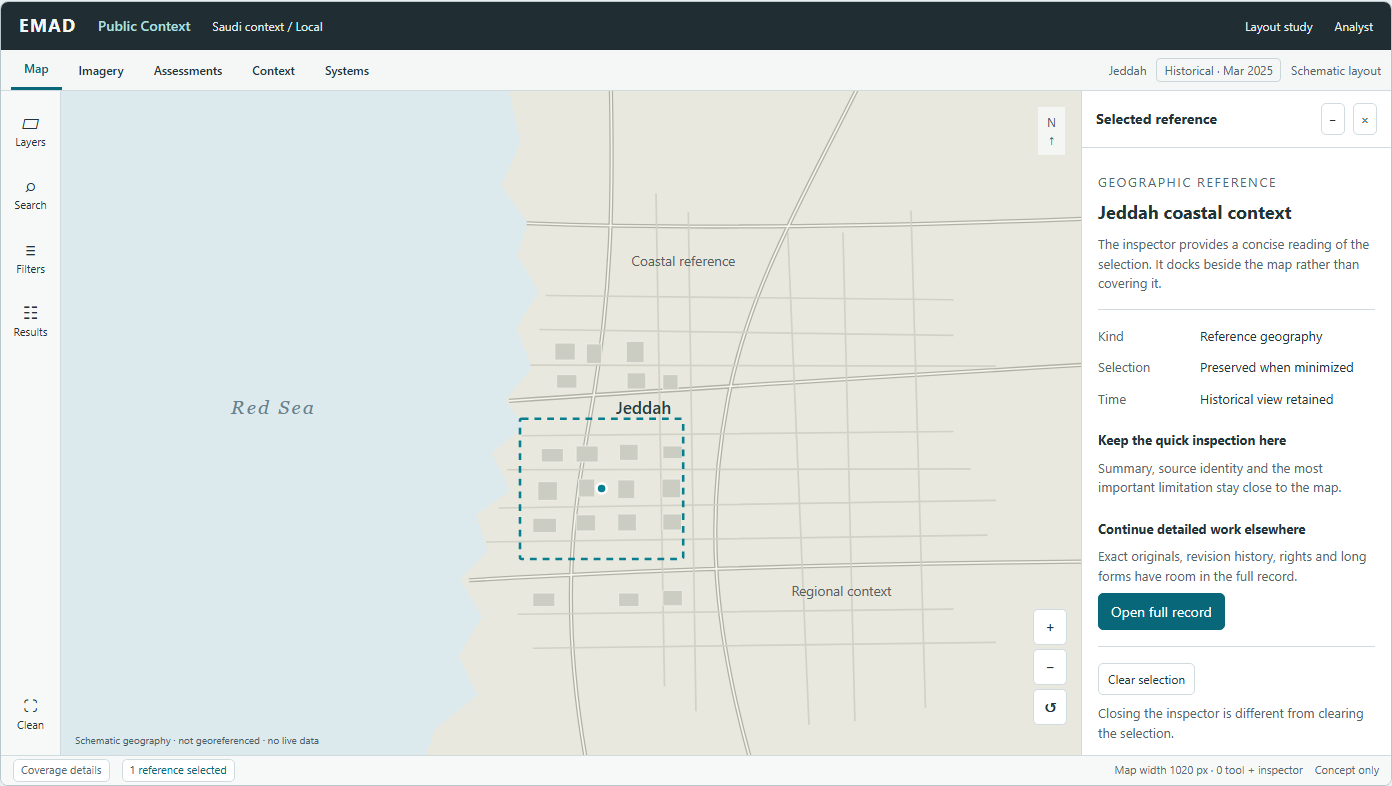 EMAD Public Context Saudi context / Local Layout study Analyst
Map Imagery Assessments Context Systems Jeddah Historical · Mar 2025 Schematic layout
Layers
Search
Filters
Results
Clean
N
↑
Coastal reference
Red Sea
Jeddah
Regional context
+
−
↺
Schematic geography · not georeferenced · no live data
Selected reference − ×
GEOGRAPHIC REFERENCE
Jeddah coastal context
The inspector provides a concise reading of the
selection. It docks beside the map rather than
covering it.
Kind Reference geography
Selection Preserved when minimized
Time Historical view retained
Keep the quick inspection here
Summary, source identity and the most
important limitation stay close to the map.
Continue detailed work elsewhere
Exact originals, revision history, rights and long
forms have room in the full record.
Open full record
Clear selection
Closing the inspector is different from clearing
the selection.
Coverage details 1 reference selected Map width 1020 px · 0 tool + inspector Concept only